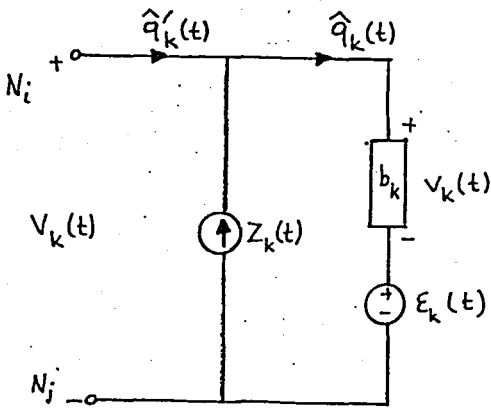 q̂′ₖ(t) q̂ₖ(t)
+
Nᵢ
+
bₖ vₖ(t)
Vₖ(t) Zₖ(t)
-
+
- εₖ(t)
Nⱼ -